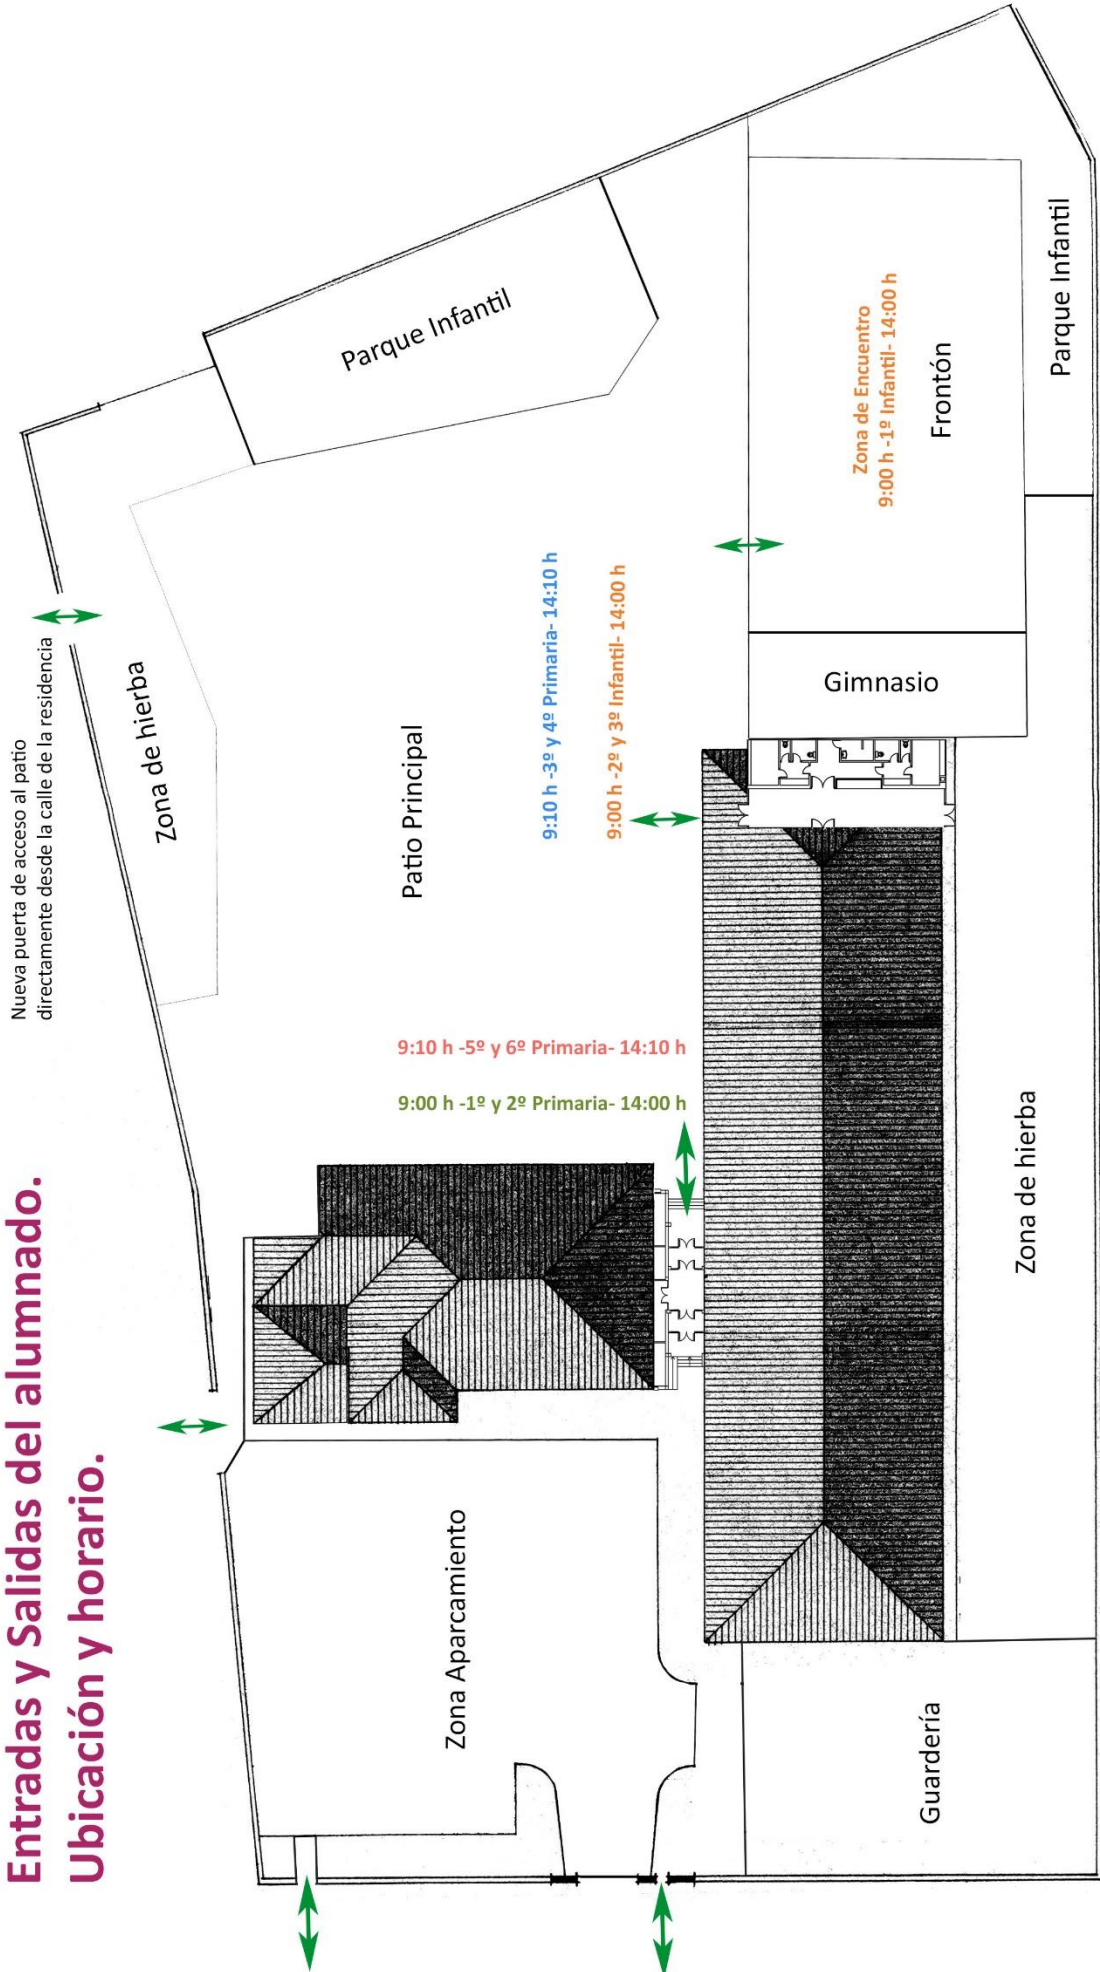 Entradas y Salidas del alumnado.
Ubicación y horario.
Nueva puerta de acceso al patio
directamente desde la calle de la residencia
Zona de hierba
Parque Infantil
Patio Principal
9:10 h -5º y 6º Primaria- 14:10 h
9:00 h -1º y 2º Primaria- 14:00 h
9:10 h -3º y 4º Primaria- 14:10 h
9:00 h -2º y 3º Infantil- 14:00 h
Zona de Encuentro
9:00 h -1º Infantil- 14:00 h
Frontón
Gimnasio
Parque Infantil
Zona Aparcamiento
Guardería
Zona de hierba